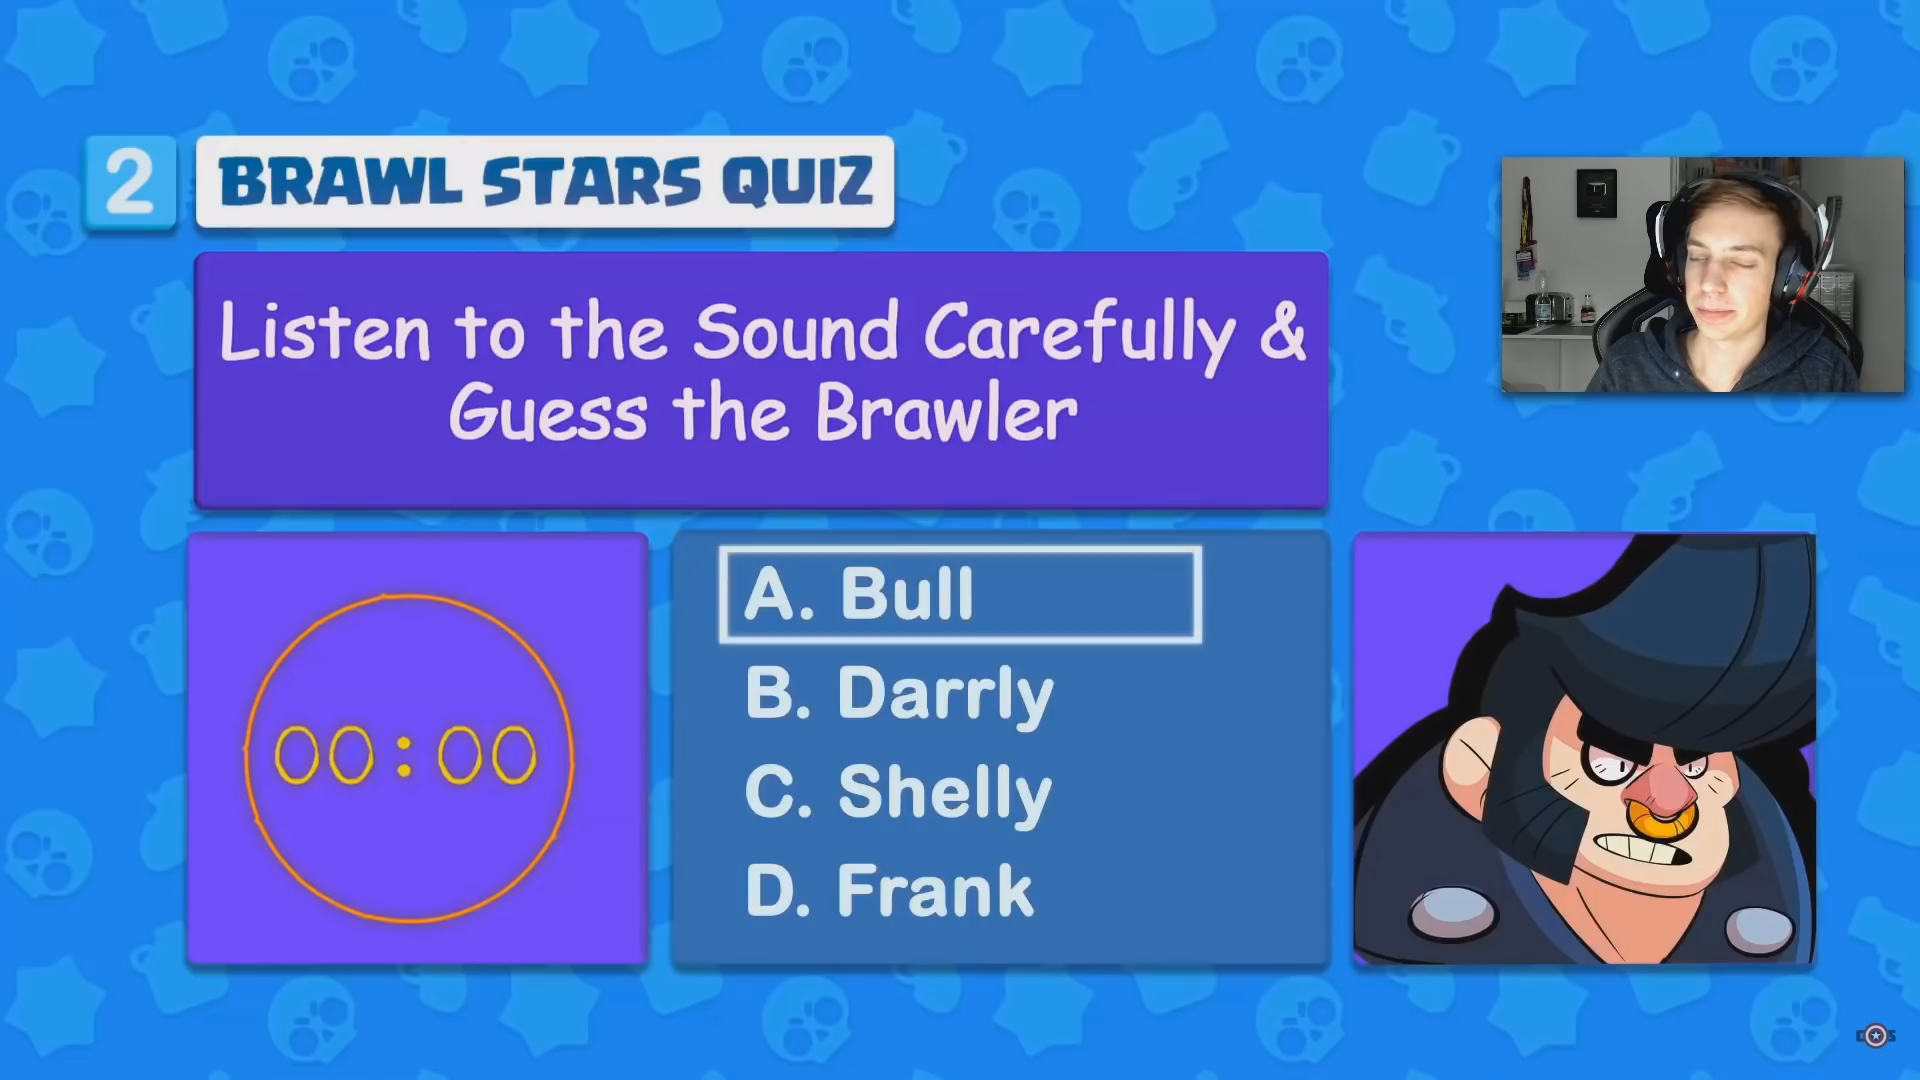 2
BRAWL STARS QUIZ
Listen to the Sound Carefully &
Guess the Brawler
00:00
A. Bull
B. Darrly
C. Shelly
D. Frank